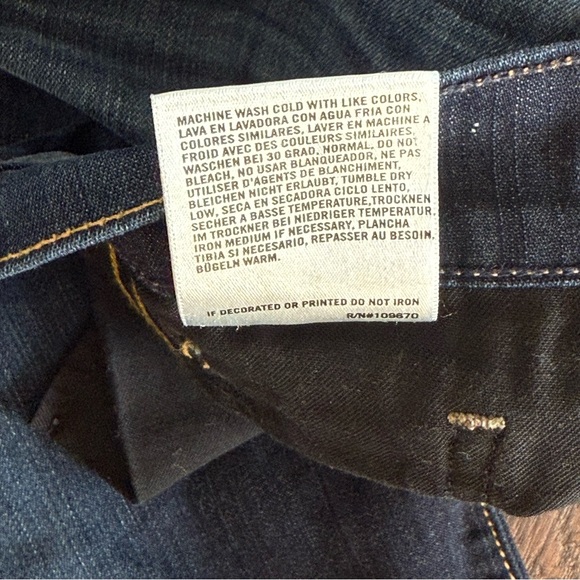 MACHINE WASH COLD WITH LIKE COLORS,
LAVA EN LAVADORA CON AGUA FRIA CON
COLORES SIMILARES, LAVER EN MACHINE A
FROID AVEC DES COULEURS SIMILAIRES.
WASCHEN BEI 30 GRAD, NORMAL, DO NOT
BLEACH, NO USAR BLANQUEADOR, NE PAS
UTILISER D'AGENTS DE BLANCHIMENT,
BLEICHEN NICHT ERLAUBT, TUMBLE DRY
LOW, SECA EN SECADORA CICLO LENTO,
SECHER A BASSE TEMPERATURE,TROCKNEN
IM TROCKNER BEI NIEDRIGER TEMPERATUR,
IRON MEDIUM IF NECESSARY, PLANCHA
TIBIA SI NECESARIO, REPASSER AU BESOIN.
BÜGELN WARM.
IF DECORATED OR PRINTED DO NOT IRON
R/N#109670